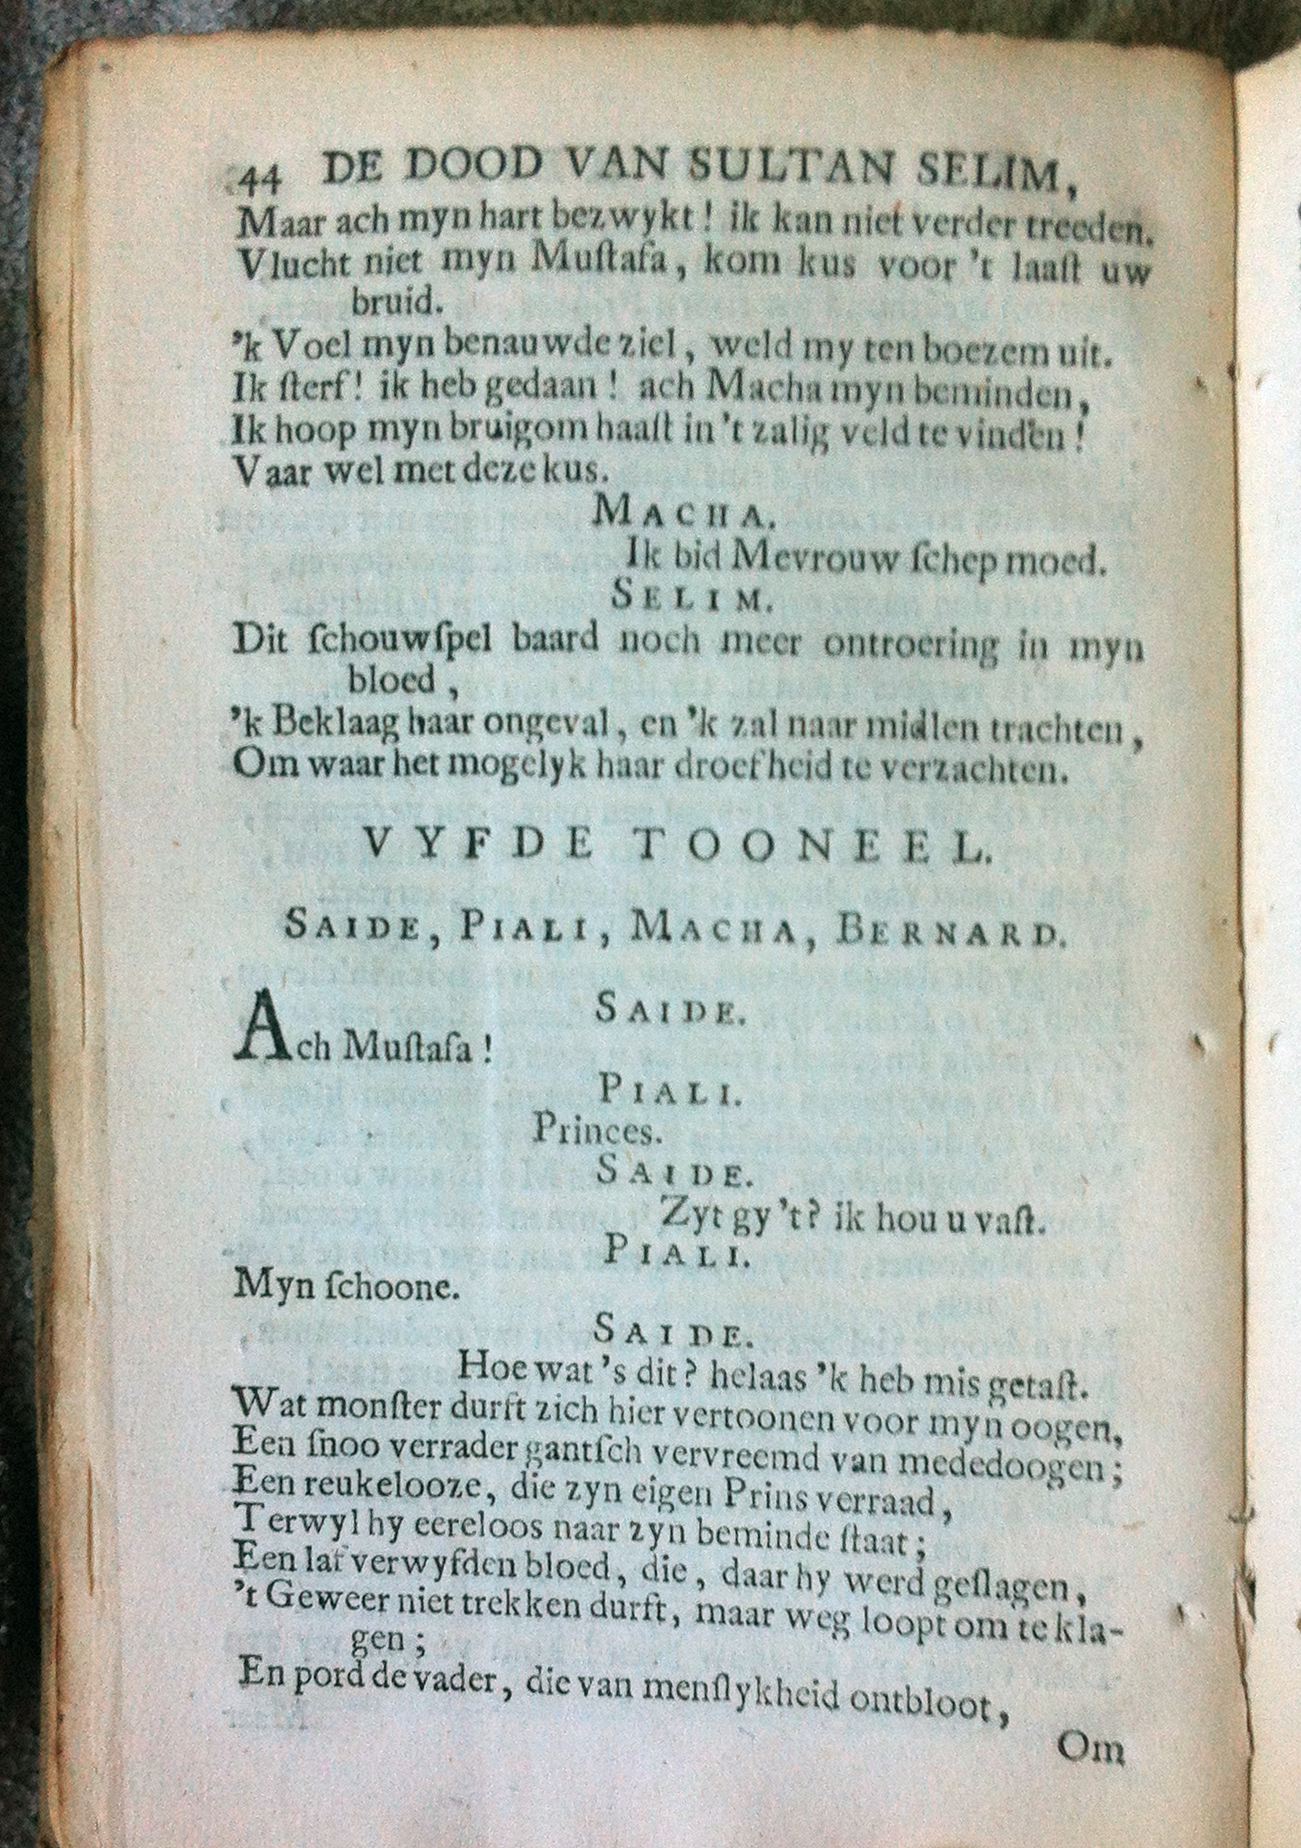 44 DE DOOD VAN SULTAN SELIM,
Maar ach myn hart bezwykt! ik kan niet verder treeden.
Vlucht niet myn Muſtafa, kom kus voor 't laaſt uw
bruid.
'k Voel myn benauwde ziel, weld my ten boezem uit.
Ik ſterf! ik heb gedaan! ach Macha myn beminden,
Ik hoop myn bruigom haaſt in 't zalig veld te vinden!
Vaar wel met deze kus.
MACHA.
Ik bid Mevrouw ſchep moed.
SELIM.
Dit ſchouwſpel baard noch meer ontroering in myn
bloed,
'k Beklaag haar ongeval, en 'k zal naar midlen trachten,
Om waar het mogelyk haar droefheid te verzachten.
VYFDE TOONEEL.
SAIDE, PIALI, MACHA, BERNARD.
SAIDE.
Ach Muſtafa!
PIALI.
Princes.
SAIDE.
Zyt gy 't? ik hou u vaſt.
PIALI.
Myn ſchoone.
SAIDE.
Hoe wat 's dit? helaas 'k heb mis getaſt.
Wat monſter durft zich hier vertoonen voor myn oogen,
Een ſnoo verrader gantſch vervreemd van mededoogen;
Een reukelooze, die zyn eigen Prins verraad,
Terwyl hy eereloos naar zyn beminde ſtaat;
Een laf verwyfden bloed, die, daar hy werd geſlagen,
't Geweer niet trekken durft, maar weg loopt om te kla-
gen;
En pord de vader, die van menſlykheid ontbloot,
Om